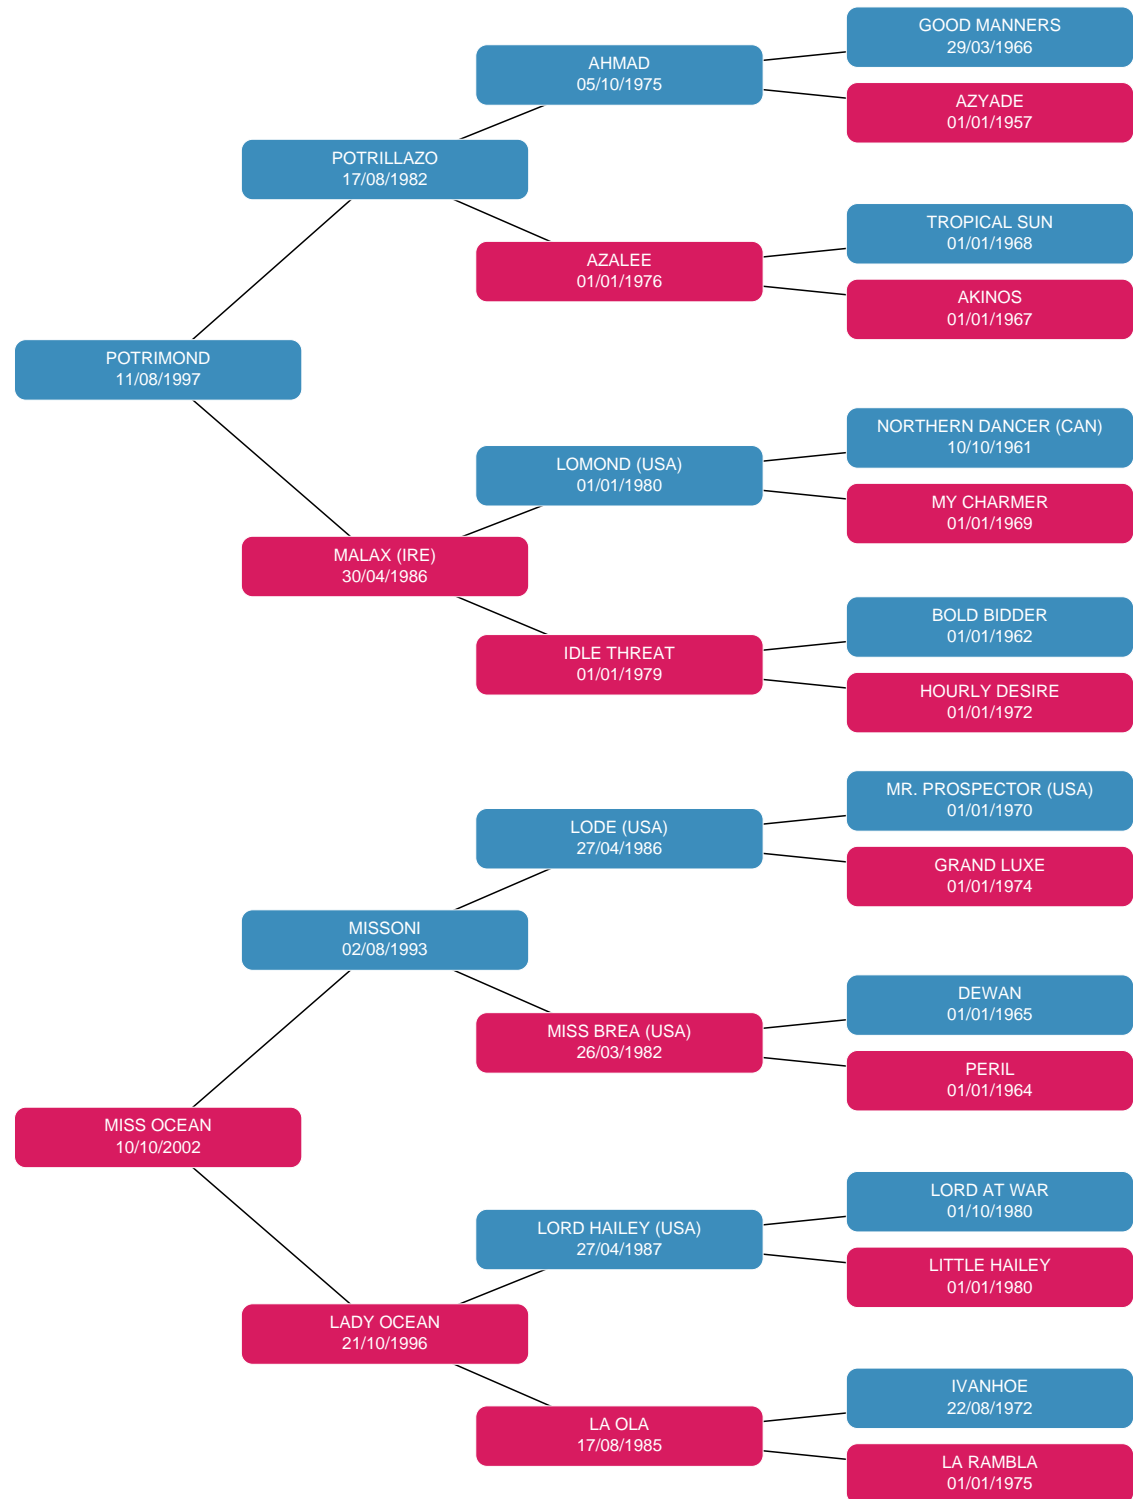 GOOD MANNERS
29/03/1966
AHMAD
05/10/1975
AZYADE
01/01/1957
POTRILLAZO
17/08/1982
TROPICAL SUN
01/01/1968
AZALEE
01/01/1976
AKINOS
01/01/1967
POTRIMOND
11/08/1997
NORTHERN DANCER (CAN)
10/10/1961
LOMOND (USA)
01/01/1980
MY CHARMER
01/01/1969
MALAX (IRE)
30/04/1986
BOLD BIDDER
01/01/1962
IDLE THREAT
01/01/1979
HOURLY DESIRE
01/01/1972
MR. PROSPECTOR (USA)
01/01/1970
LODE (USA)
27/04/1986
GRAND LUXE
01/01/1974
MISSONI
02/08/1993
DEWAN
01/01/1965
MISS BREA (USA)
26/03/1982
PERIL
01/01/1964
MISS OCEAN
10/10/2002
LORD AT WAR
01/10/1980
LORD HAILEY (USA)
27/04/1987
LITTLE HAILEY
01/01/1980
LADY OCEAN
21/10/1996
IVANHOE
22/08/1972
LA OLA
17/08/1985
LA RAMBLA
01/01/1975